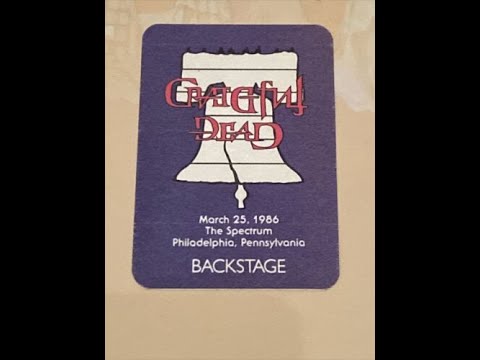 GRATEFUL
DEAD
March 25, 1986
The Spectrum
Philadelphia, Pennsylvania
BACKSTAGE